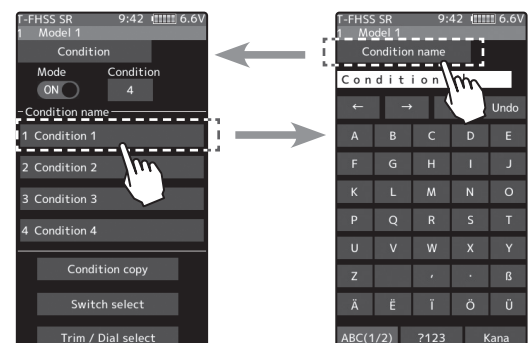 T-FHSS SR 9:42 6.6V
1 Model 1
Condition
Mode Condition
ON 4
Condition name
1 Condition 1
2 Condition 2
3 Condition 3
4 Condition 4
Condition copy
Switch select
Trim / Dial select
T-FHSS SR 9:42 6.6V
1 Model 1
Condition name
Condition
← → Undo
A B C D E
F G H I J
K L M N O
P Q R S T
U V W X Y
Z , · ß
Ä Ë Ï Ö Ü
ABC(1/2) ?123 Kana